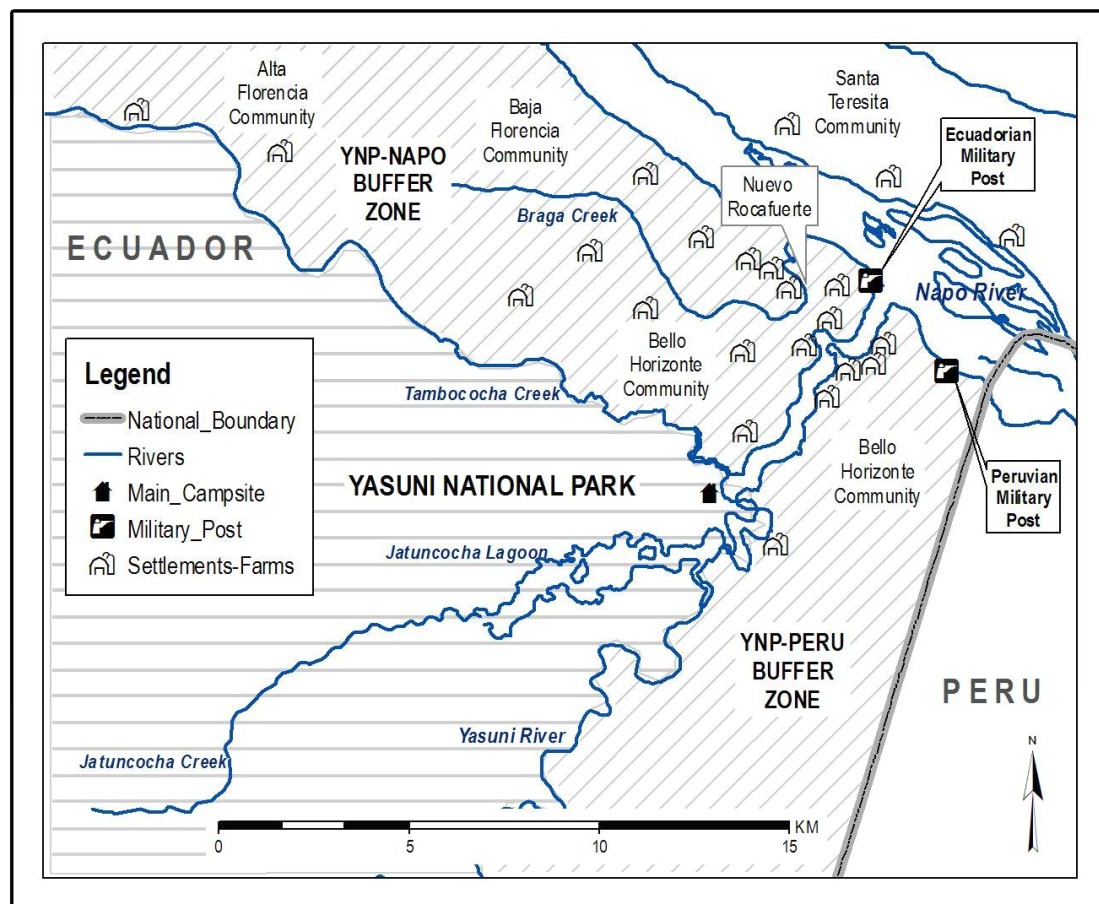 Alta
Florencia
Community
Baja
Florencia
Community
Santa
Teresita
Community
Ecuadorian
Military
Post
YNP-NAPO
BUFFER
ZONE
Nuevo
Rocafuerte
Braga Creek
ECUADOR
Napo River
Bello
Horizonte
Community
Legend
National_Boundary
Rivers
Main_Campsite
Military_Post
Settlements-Farms
Tambococha Creek
Bello
Horizonte
Community
Peruvian
Military
Post
YASUNI NATIONAL PARK
Jatuncocha Lagoon
YNP-PERU
BUFFER
ZONE
PERU
Yasuni River
Jatuncocha Creek
N
KM
0 5 10 15